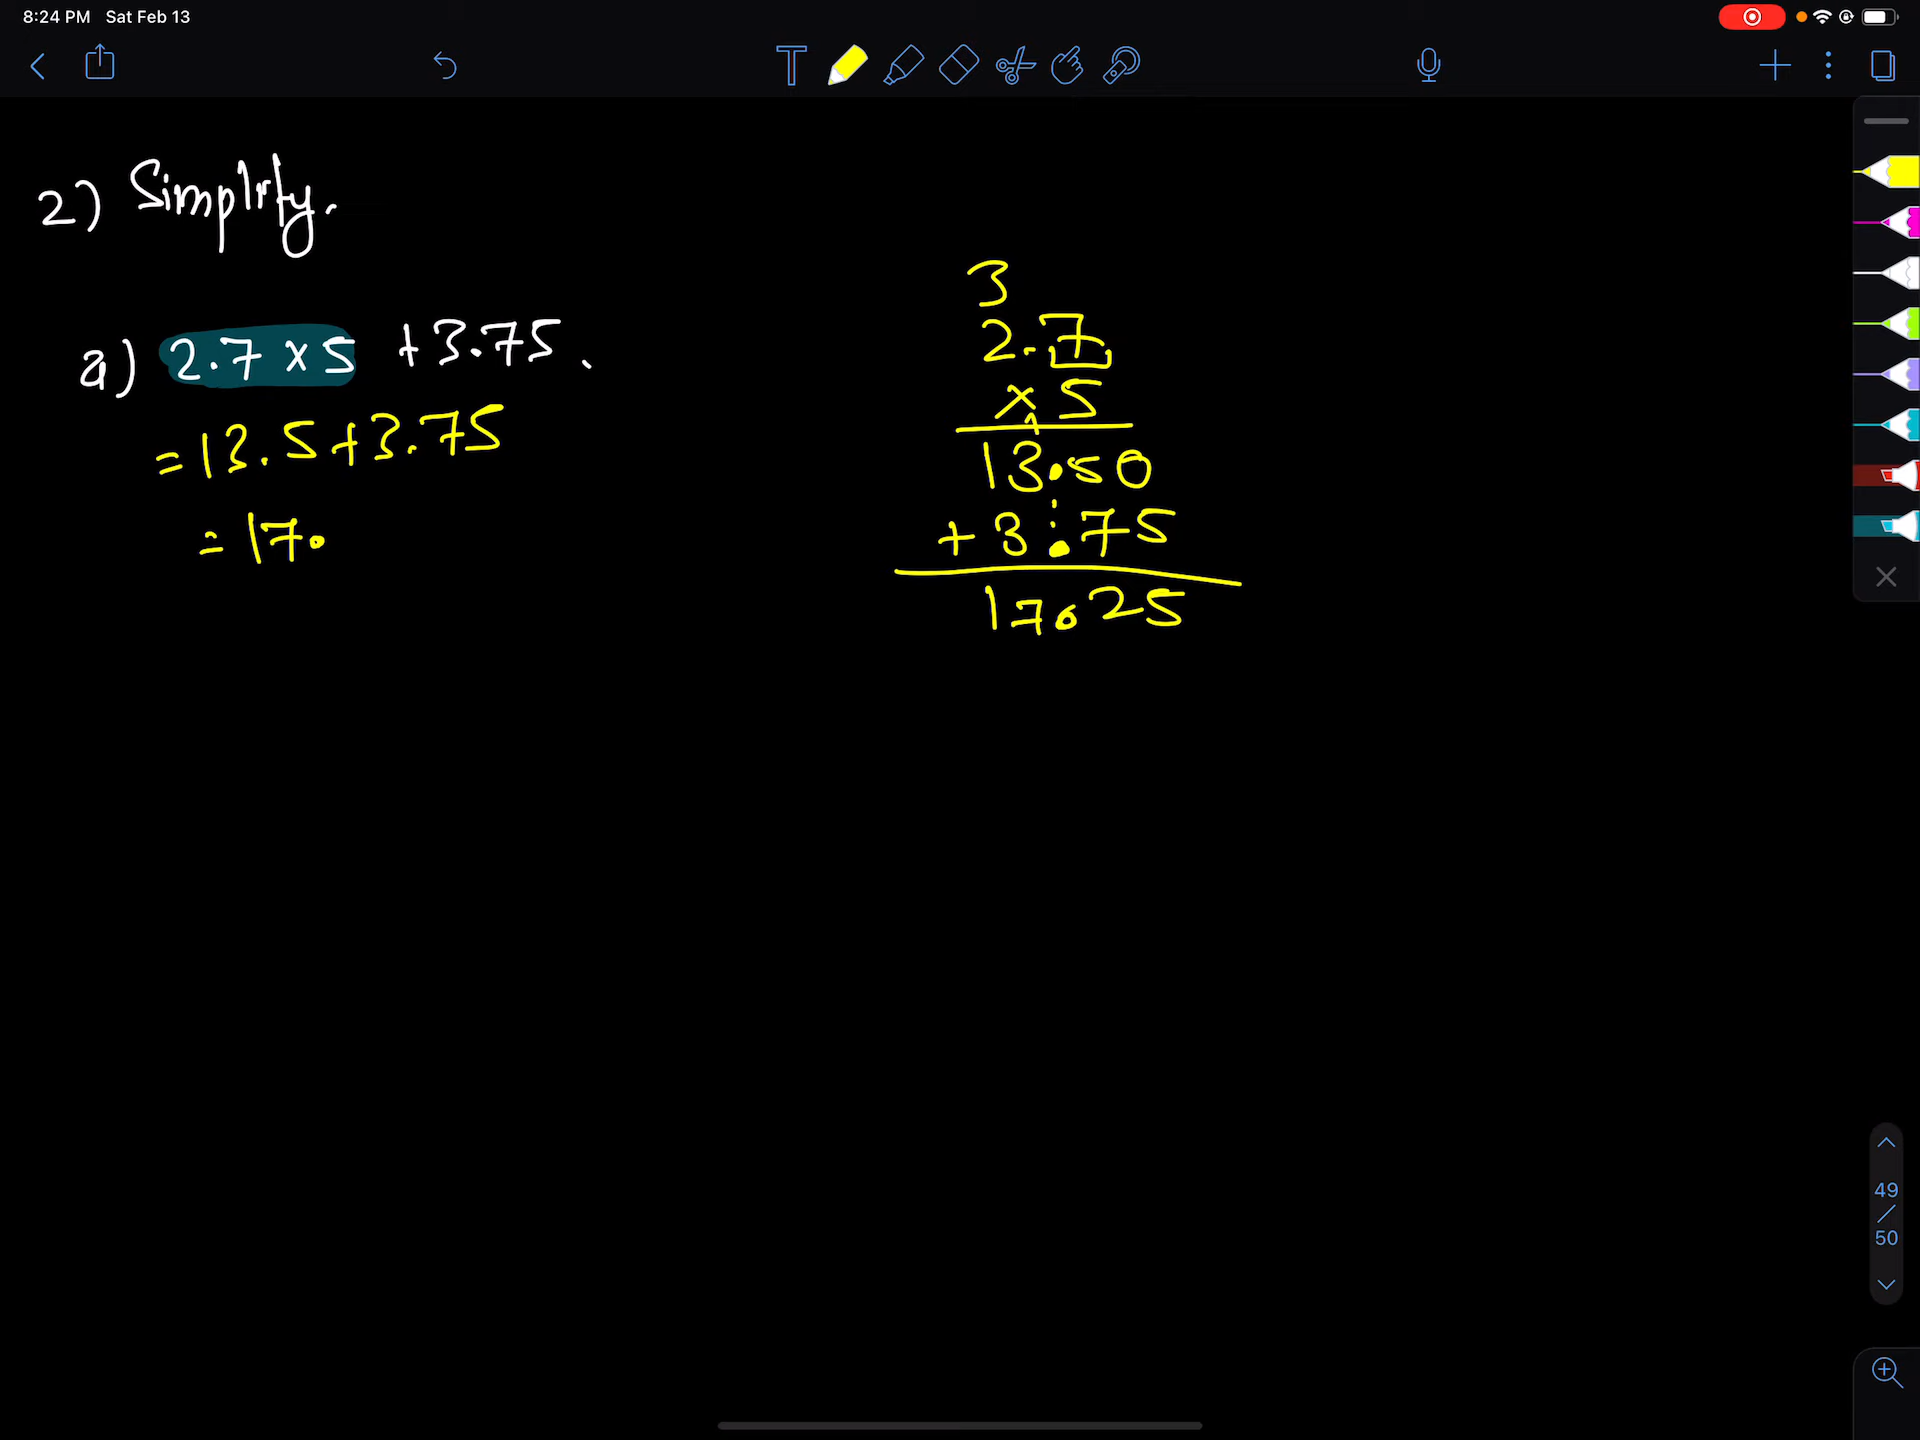 8:24 PM Sat Feb 13
T
2) Simplify.
a) 2.7 × 5 + 3.75.
= 13.5 + 3.75
= 17.
3
2.7
× 5
1
13.50
+ 3.75
17.25
49
/
50